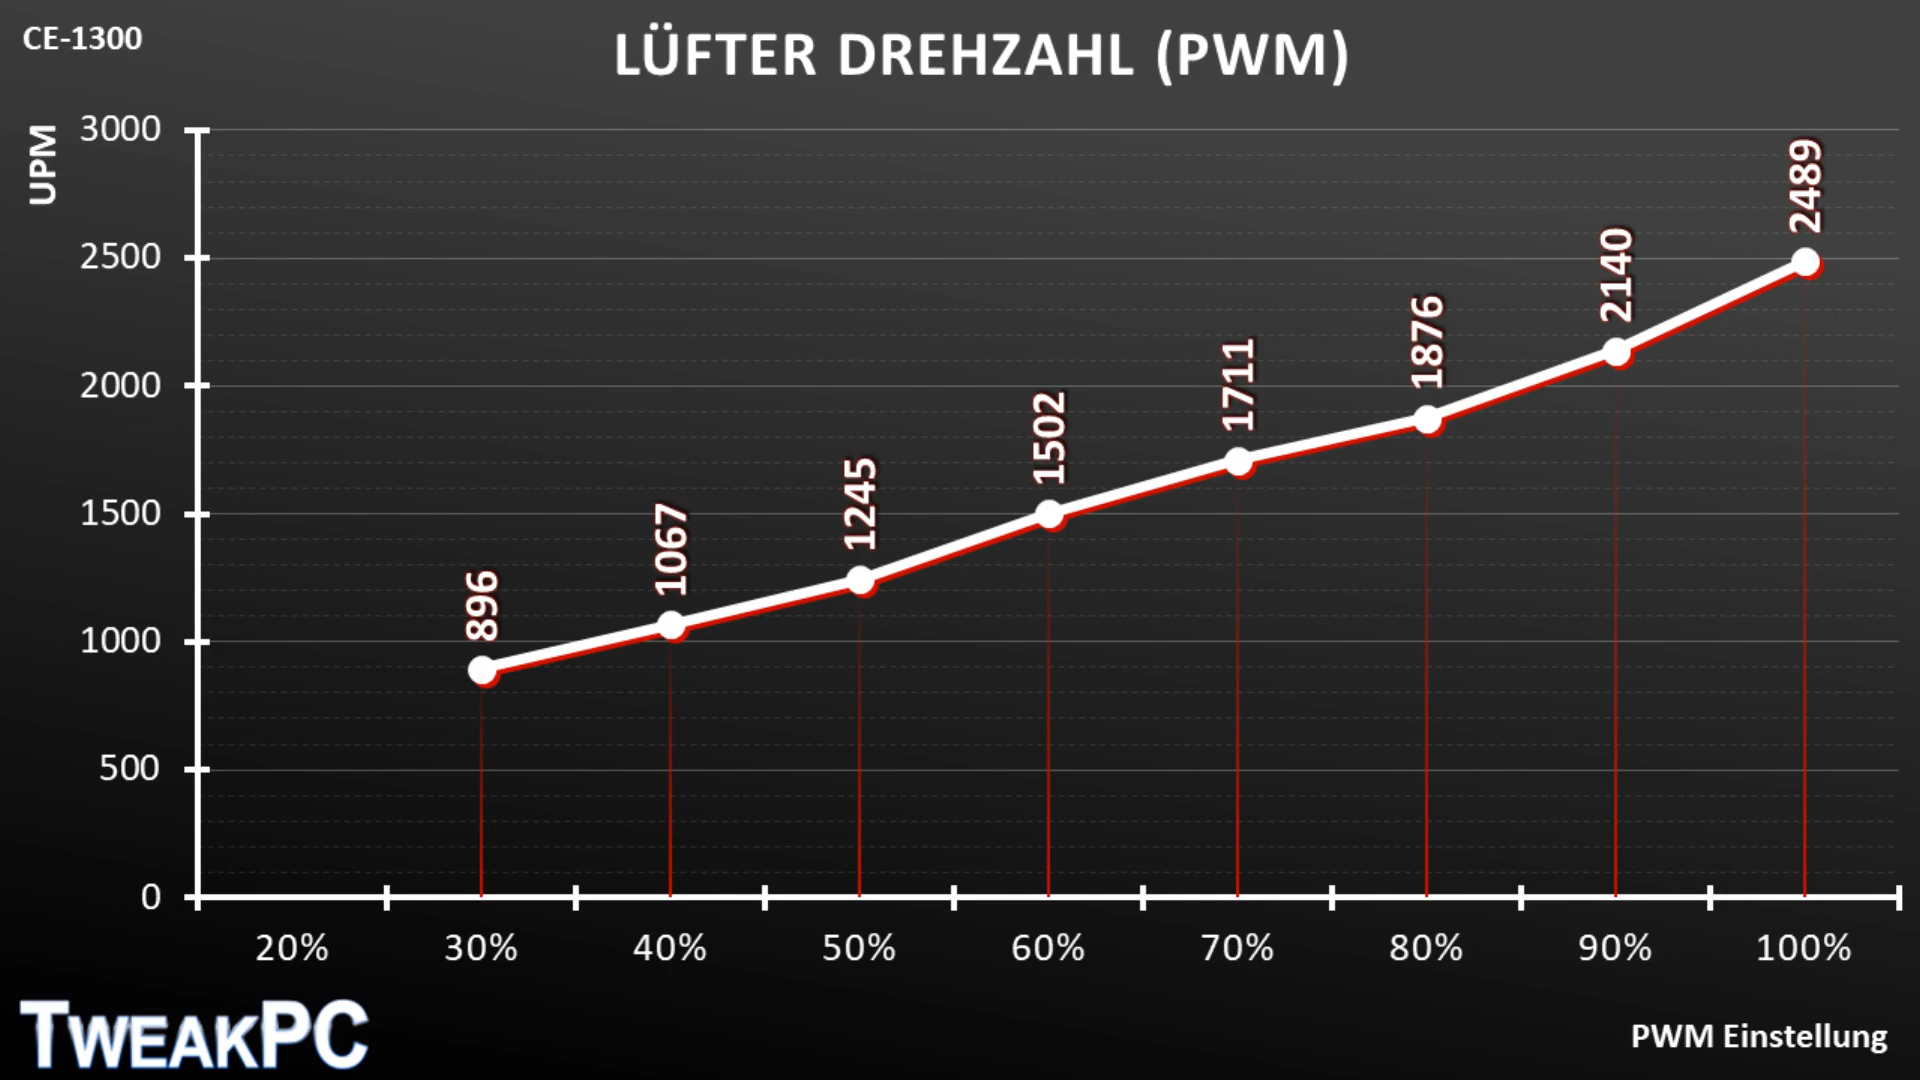 CE-1300
LÜFTER DREHZAHL (PWM)
UPM
3000
2500
2000
1500
1000
500
0
896
1067
1245
1502
1711
1876
2140
2489
20% 30% 40% 50% 60% 70% 80% 90% 100%
TWEAKPC
PWM Einstellung